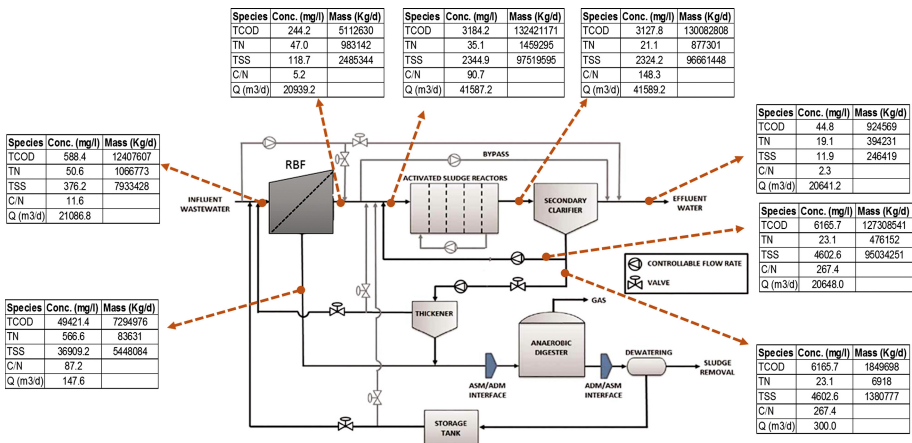 Species Conc. (mg/l) Mass (Kg/d)
TCOD 244.2 5112630
TN 47.0 983142
TSS 118.7 2485344
C/N 5.2
Q (m3/d) 20939.2
Species Conc. (mg/l) Mass (Kg/d)
TCOD 3184.2 132421171
TN 35.1 1459295
TSS 2344.9 97519595
C/N 90.7
Q (m3/d) 41587.2
Species Conc. (mg/l) Mass (Kg/d)
TCOD 3127.8 130082808
TN 21.1 877301
TSS 2324.2 96661448
C/N 148.3
Q (m3/d) 41589.2
Species Conc. (mg/l) Mass (Kg/d)
TCOD 44.8 924569
TN 19.1 394231
TSS 11.9 246419
C/N 2.3
Q (m3/d) 20641.2
Species Conc. (mg/l) Mass (Kg/d)
TCOD 588.4 12407607
TN 50.6 1066773
TSS 376.2 7933428
C/N 11.6
Q (m3/d) 21086.8
RBF
BYPASS
ACTIVATED SLUDGE REACTORS
INFLUENT
WASTEWATER
SECONDARY
CLARIFIER
EFFLUENT
WATER
Species Conc. (mg/l) Mass (Kg/d)
TCOD 6165.7 127308541
TN 23.1 476152
TSS 4602.6 95034251
C/N 267.4
Q (m3/d) 20648.0
CONTROLLABLE FLOW RATE
VALVE
Species Conc. (mg/l) Mass (Kg/d)
TCOD 49421.4 7294976
TN 566.6 83631
TSS 36909.2 5448084
C/N 87.2
Q (m3/d) 147.6
THICKENER
GAS
ANAEROBIC
DIGESTER
DEWATERING
SLUDGE
REMOVAL
ASM/ADM
INTERFACE
ADM/ASM
INTERFACE
STORAGE
TANK
Species Conc. (mg/l) Mass (Kg/d)
TCOD 6165.7 1849698
TN 23.1 6918
TSS 4602.6 1380777
C/N 267.4
Q (m3/d) 300.0